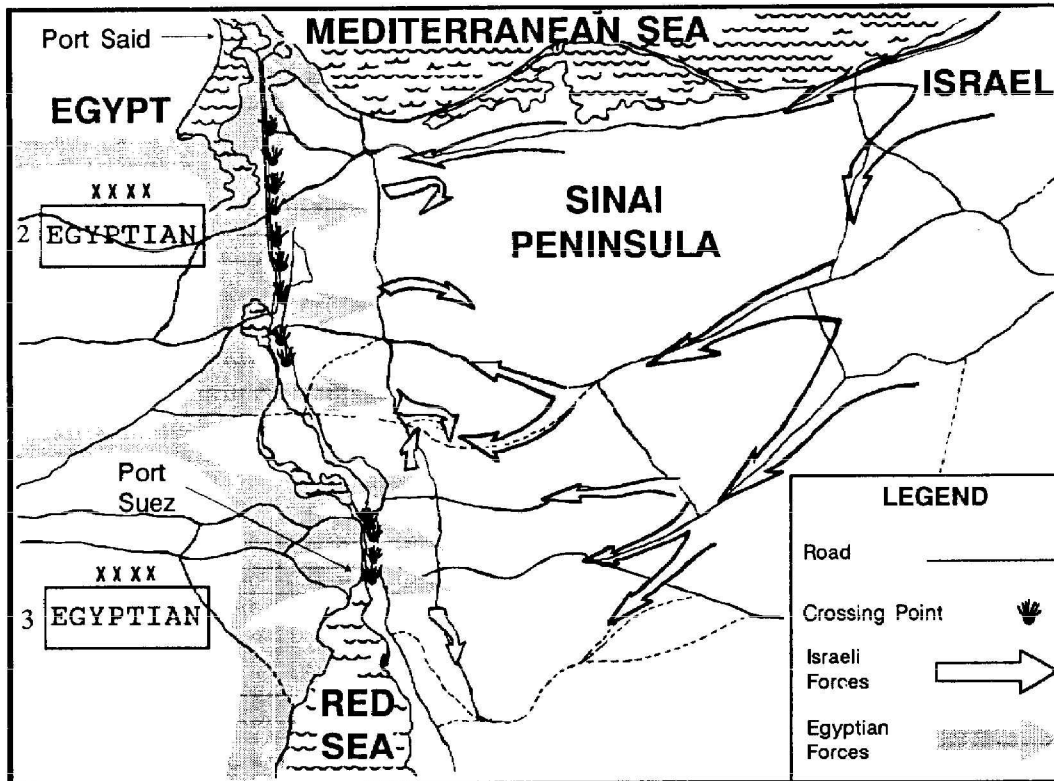 Port Said
MEDITERRANEAN SEA
EGYPT
ISRAEL
XXXX
2 EGYPTIAN
SINAI
PENINSULA
Port
Suez
XXXX
3 EGYPTIAN
RED
SEA
LEGEND
Road
Crossing Point
Israeli
Forces
Egyptian
Forces